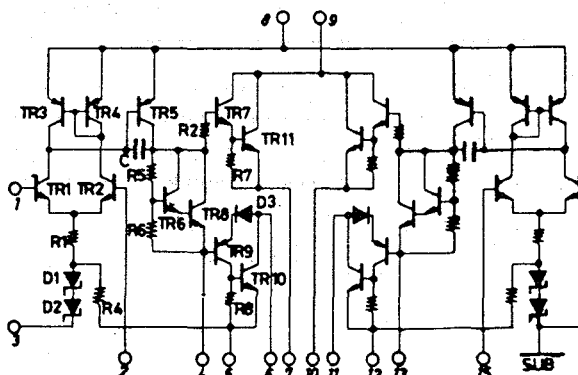 8 9
TR3 TR4 TR5 TR7
R2 TR11
C
R5 R7
TR1 TR2
1
TR6 TR8 D3
R1 R6
TR9
D1 TR10
D2 R4 R8
3
2 4 5 6 7 10 11 12 13
SUB